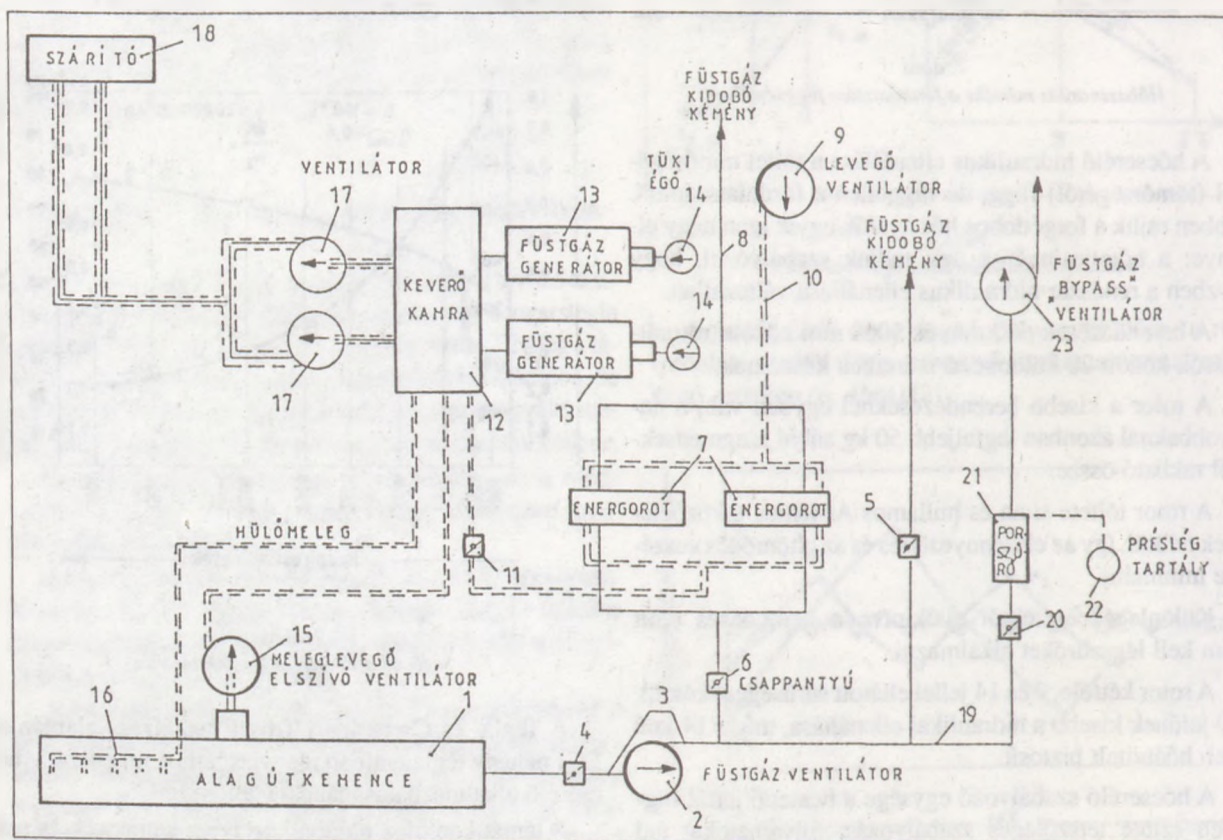 SZÁRÍTÓ
18
FÜSTGÁZ
KIDOBÓ
KÉMÉNY
VENTILÁTOR
17
17
KEVERŐ
KAMRA
12
13
FÜSTGÁZ
GENERÁTOR
FÜSTGÁZ
GENERÁTOR
13
TÜKI
ÉGŐ
14
14
8
9
LEVEGŐ
VENTILÁTOR
10
FÜSTGÁZ
KIDOBÓ
KÉMÉNY
FÜSTGÁZ
BYPASS
VENTILÁTOR
23
7
ENERGOROT
ENERGOROT
5
21
POR
SZŰ
RŐ
PRÉSLÉG
TARTÁLY
22
20
19
HŰLŐMELEG
11
15
MELEGLEVEGŐ
ELSZÍVÓ VENTILÁTOR
1
16
ALAGÚTKEMENCE
4
3
6
CSAPPANTYÚ
FÜSTGÁZ VENTILÁTOR
2